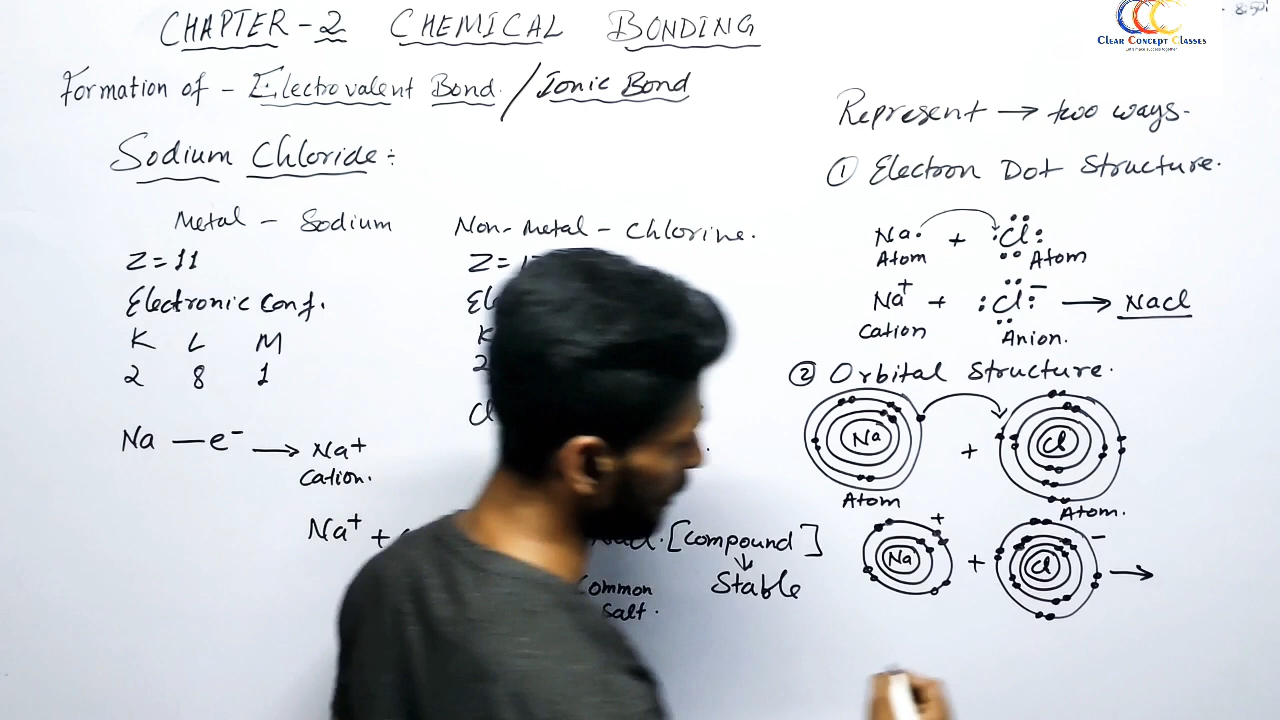 CHAPTER-2 CHEMICAL BONDING
Formation of - Electrovalent Bond. / Ionic Bond
Sodium Chloride:
Metal - Sodium
Z = 11
Electronic Conf.
K L M
2 8 1
Na — e⁻ → Na⁺
Cation.
Non-Metal - Chlorine.
Z =
K
2
Na⁺ +
[compound]
↓
Stable
Common
Salt.
CLEAR CONCEPT CLASSES
Represent → two ways-
① Electron Dot Structure.
Na. + :Cl:
Atom Atom
Na⁺ + :Cl:⁻ → Nacl
Cation Anion.
② Orbital Structure.
Na + Cl
Atom Atom.
Na + + Cl - →